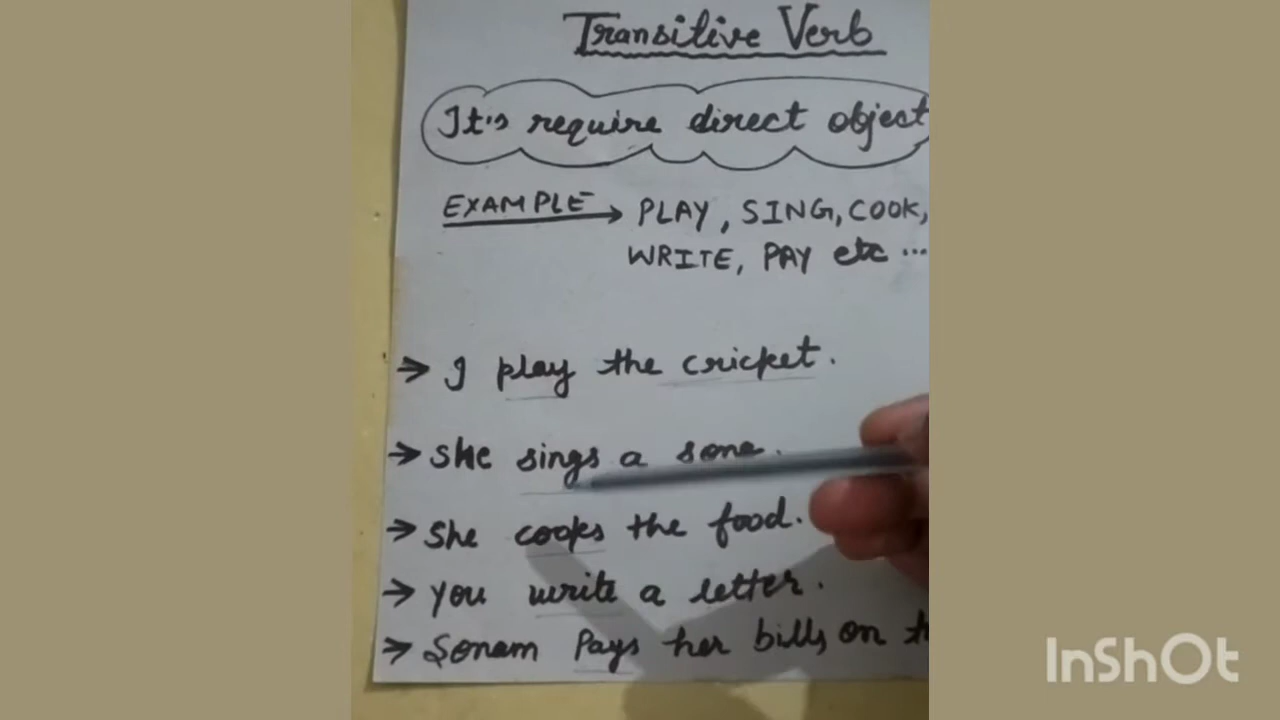 Transitive Verb
It's require direct object
EXAMPLE → PLAY, SING, COOK,
WRITE, PAY etc ...
→ I play the cricket.
→ She sings a song.
→ She cooks the food.
→ You write a letter.
→ Sonam Pays her bills on
InShOt